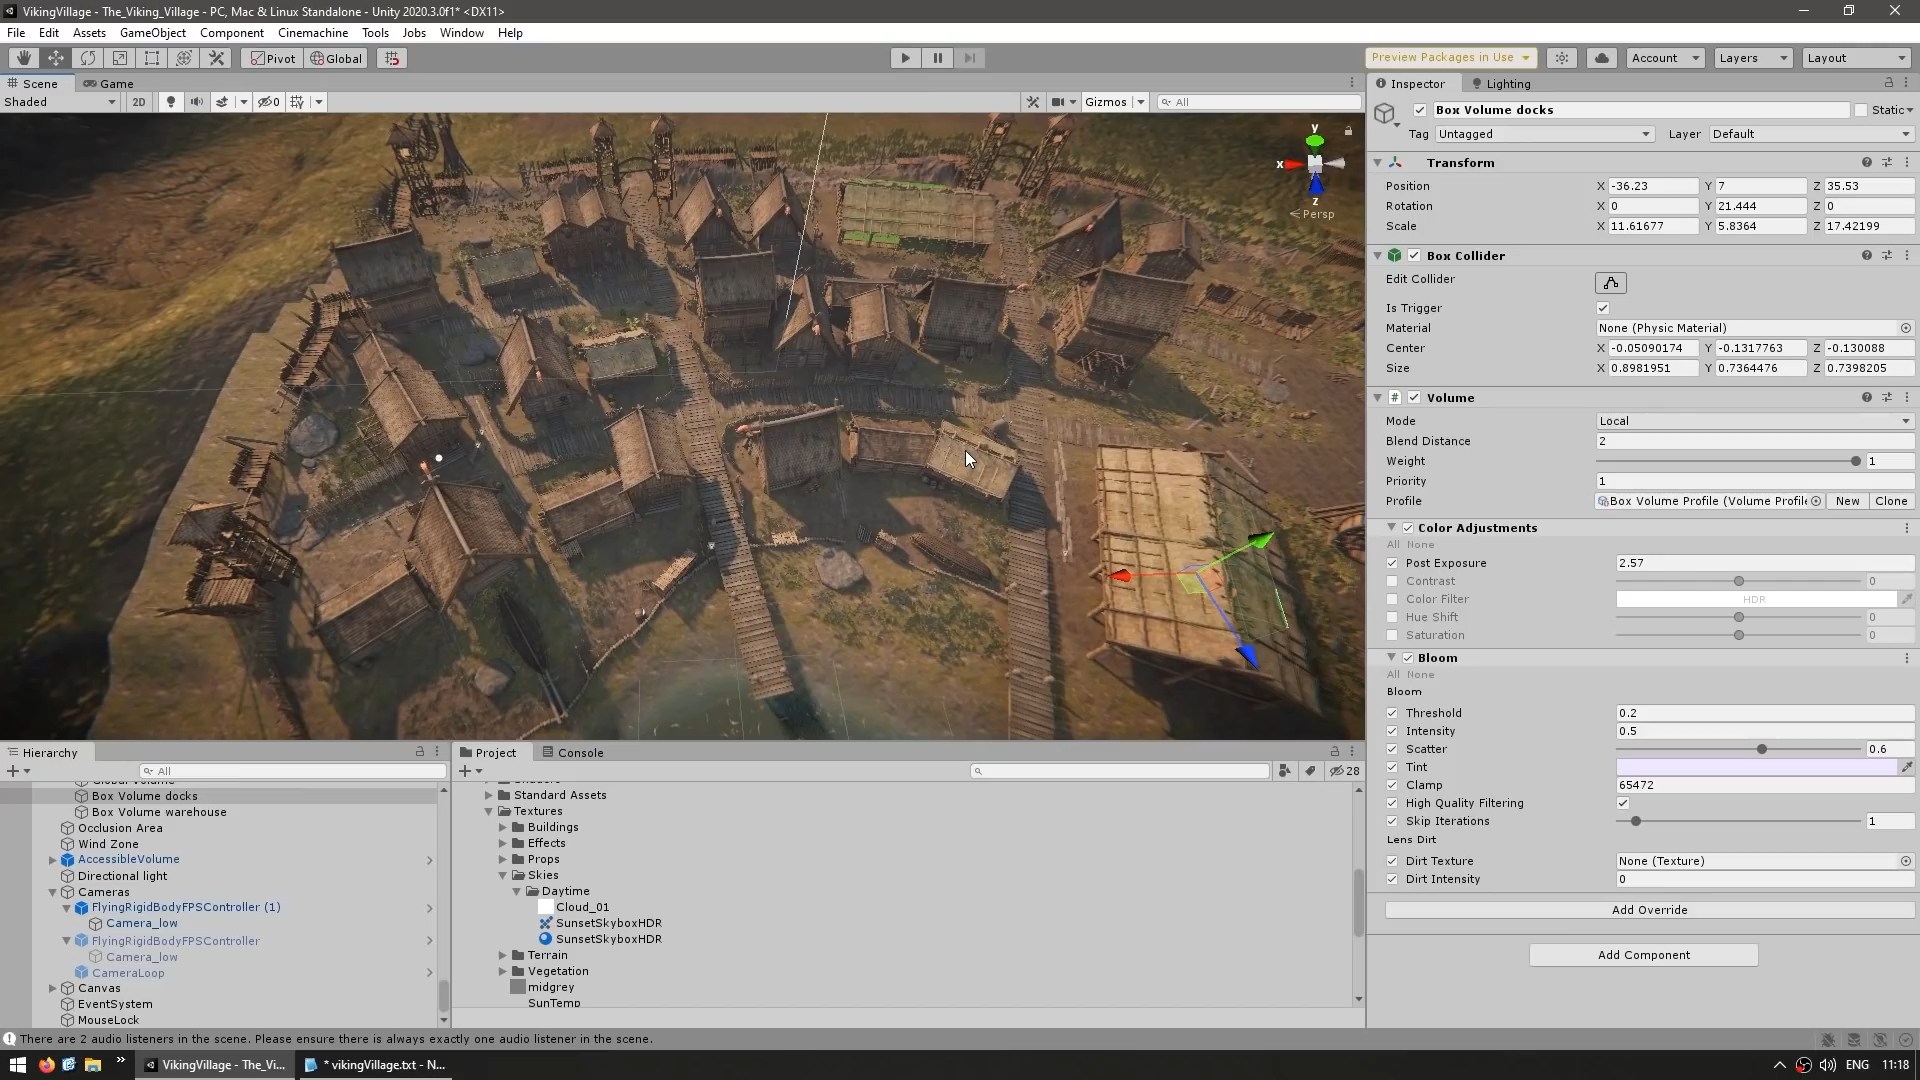 VikingVillage - The_Viking_Village - PC, Mac & Linux Standalone - Unity 2020.3.0f1* <DX11>
File Edit Assets GameObject Component Cinemachine Tools Jobs Window Help
Pivot Global Preview Packages in Use Account Layers Layout
Scene Game
Shaded 2D 0 Gizmos All
y
x
z
Persp
Inspector Lighting
Box Volume docks Static
Tag Untagged Layer Default
Transform
Position X -36.23 Y 7 Z 35.53
Rotation X 0 Y 21.444 Z 0
Scale X 11.61677 Y 5.8364 Z 17.42199
Box Collider
Edit Collider
Is Trigger
Material None (Physic Material)
Center X -0.05090174 Y -0.1317763 Z -0.130088
Size X 0.8981951 Y 0.7364476 Z 0.7398205
# Volume
Mode Local
Blend Distance 2
Weight 1
Priority 1
Profile Box Volume Profile (Volume Profile New Clone
Color Adjustments
All None
Post Exposure 2.57
Contrast 0
Color Filter HDR
Hue Shift 0
Saturation 0
Bloom
All None
Bloom
Threshold 0.2
Intensity 0.5
Scatter 0.6
Tint
Clamp 65472
High Quality Filtering
Skip Iterations 1
Lens Dirt
Dirt Texture None (Texture)
Dirt Intensity 0
Add Override
Add Component
Hierarchy
+ All
Global Volume
Box Volume docks
Box Volume warehouse
Occlusion Area
Wind Zone
AccessibleVolume
Directional light
Cameras
FlyingRigidBodyFPSController (1)
Camera_low
FlyingRigidBodyFPSController
Camera_low
CameraLoop
Canvas
EventSystem
MouseLock
Project Console
+ 28
Standard Assets
Textures
Buildings
Effects
Props
Skies
Daytime
Cloud_01
SunsetSkyboxHDR
SunsetSkyboxHDR
Terrain
Vegetation
midgrey
SunTemp
There are 2 audio listeners in the scene. Please ensure there is always exactly one audio listener in the scene.
VikingVillage - The_Vi... * vikingVillage.txt - N... ENG 11:18